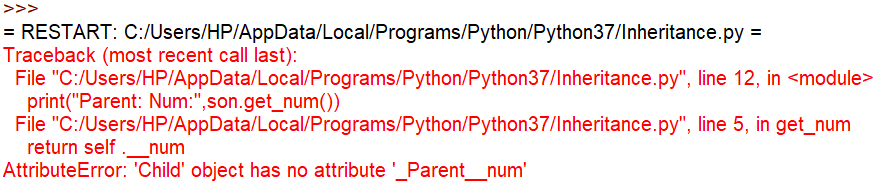 >>>
= RESTART: C:/Users/HP/AppData/Local/Programs/Python/Python37/Inheritance.py =
Traceback (most recent call last):
  File "C:/Users/HP/AppData/Local/Programs/Python/Python37/Inheritance.py", line 12, in <module>
    print("Parent: Num:",son.get_num())
  File "C:/Users/HP/AppData/Local/Programs/Python/Python37/Inheritance.py", line 5, in get_num
    return self .__num
AttributeError: 'Child' object has no attribute '_Parent__num'